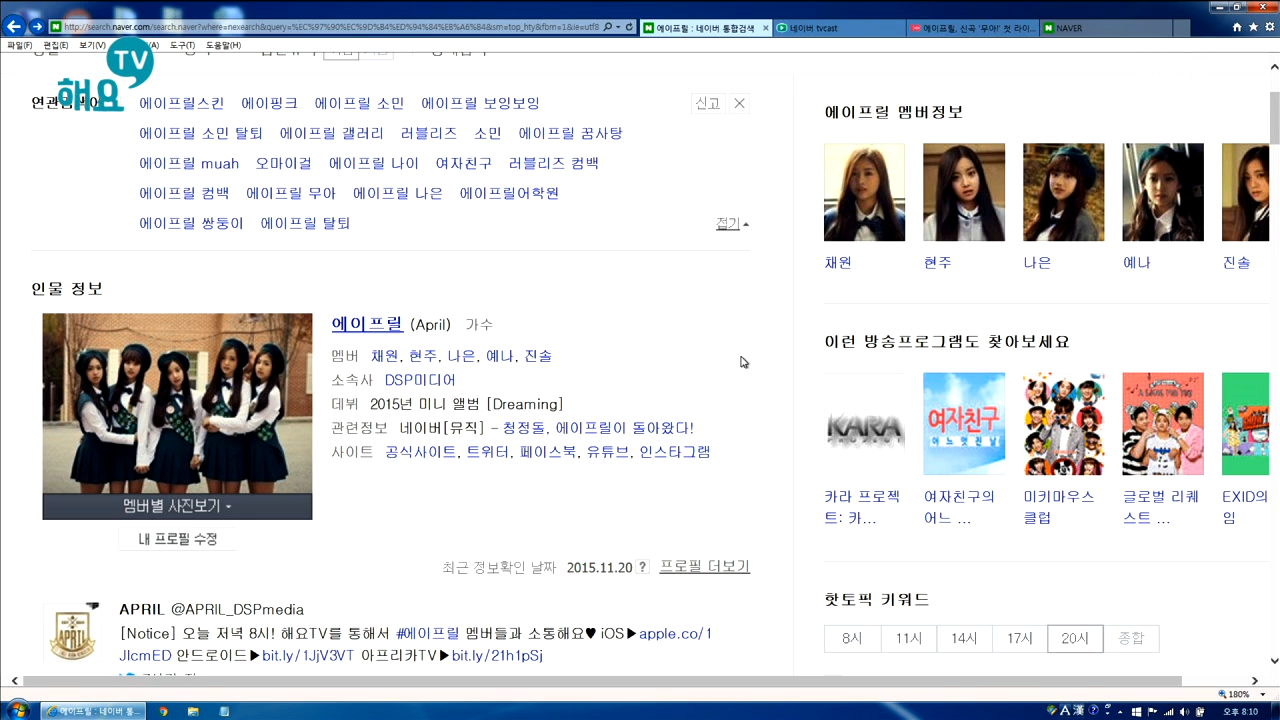 http://search.naver.com/search.naver?where=nexearch&query=%EC%97%90%EC%9D%B4%ED%94%84%EB%A6%B4&sm=top_hty&fbm=1&ie=utf8
에이프릴 : 네이버 통합검색
네이버 tvcast
에이프릴, 신곡 '무아!' 첫 라이...
NAVER
파일(F) 편집(E) 보기(V) 도구(T) 도움말(H)
해요 TV
에이프릴스킨 에이핑크 에이프릴 소민 에이프릴 보잉보잉
신고
에이프릴 소민 탈퇴 에이프릴 갤러리 러블리즈 소민 에이프릴 꿈사탕
에이프릴 muah 오마이걸 에이프릴 나이 여자친구 러블리즈 컴백
에이프릴 컴백 에이프릴 무아 에이프릴 나은 에이프릴어학원
에이프릴 쌍둥이 에이프릴 탈퇴
접기
인물 정보
에이프릴 (April) 가수
멤버 채원, 현주, 나은, 예나, 진솔
소속사 DSP미디어
데뷔 2015년 미니 앨범 [Dreaming]
관련정보 네이버[뮤직] - 청정돌, 에이프릴이 돌아왔다!
사이트 공식사이트, 트위터, 페이스북, 유튜브, 인스타그램
멤버별 사진보기
내 프로필 수정
최근 정보확인 날짜 2015.11.20 ? 프로필 더보기
APRIL
APRIL @APRIL_DSPmedia
[Notice] 오늘 저녁 8시! 해요TV를 통해서 #에이프릴 멤버들과 소통해요♥ iOS▶apple.co/1
JIcmED 안드로이드▶bit.ly/1JjV3VT 아프리카TV▶bit.ly/21h1pSj
에이프릴 멤버정보
채원 현주 나은 예나 진솔
이런 방송프로그램도 찾아보세요
KARA
여자친구
어느 멋진 날
카라 프로젝트: 카... 여자친구의 어느 ... 미키마우스 클럽 글로벌 리퀘스트 ... EXID의 임
핫토픽 키워드
8시 11시 14시 17시 20시 종합
180%
에이프릴 : 네이버 통...
A 漢
오후 8:10